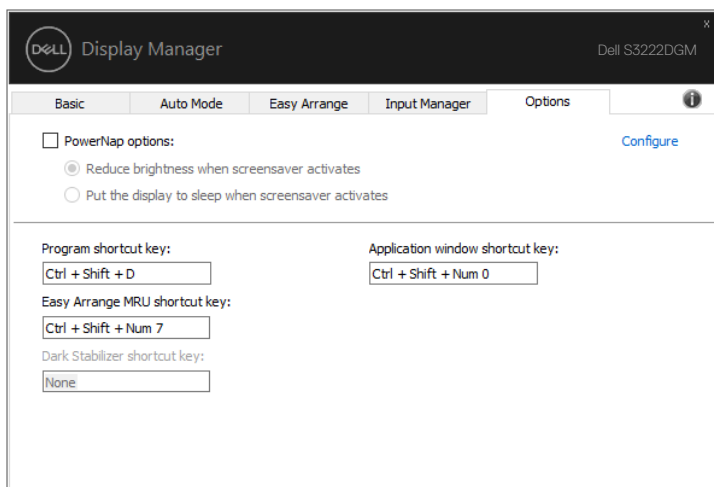 DELL Display Manager
x
Dell S3222DGM
Basic Auto Mode Easy Arrange Input Manager Options i
PowerNap options: Configure
Reduce brightness when screensaver activates
Put the display to sleep when screensaver activates
Program shortcut key: Application window shortcut key:
Ctrl + Shift + D Ctrl + Shift + Num 0
Easy Arrange MRU shortcut key:
Ctrl + Shift + Num 7
Dark Stabilizer shortcut key:
None